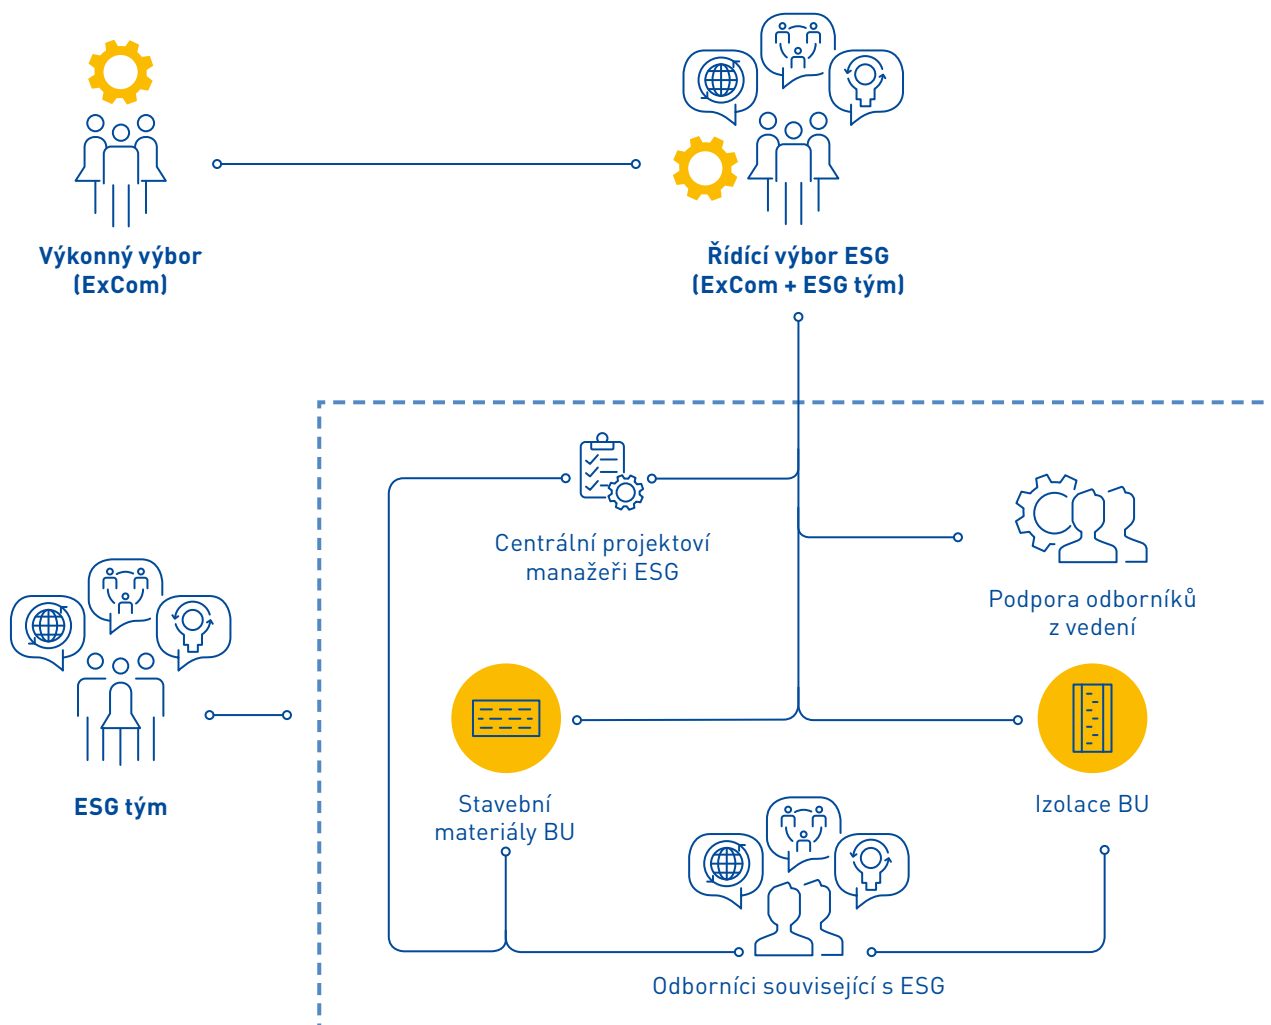 Výkonný výbor
(ExCom)
Řídící výbor ESG
(ExCom + ESG tým)
Centrální projektoví
manažeři ESG
Podpora odborníků
z vedení
ESG tým
Stavební
materiály BU
Izolace BU
Odborníci související s ESG